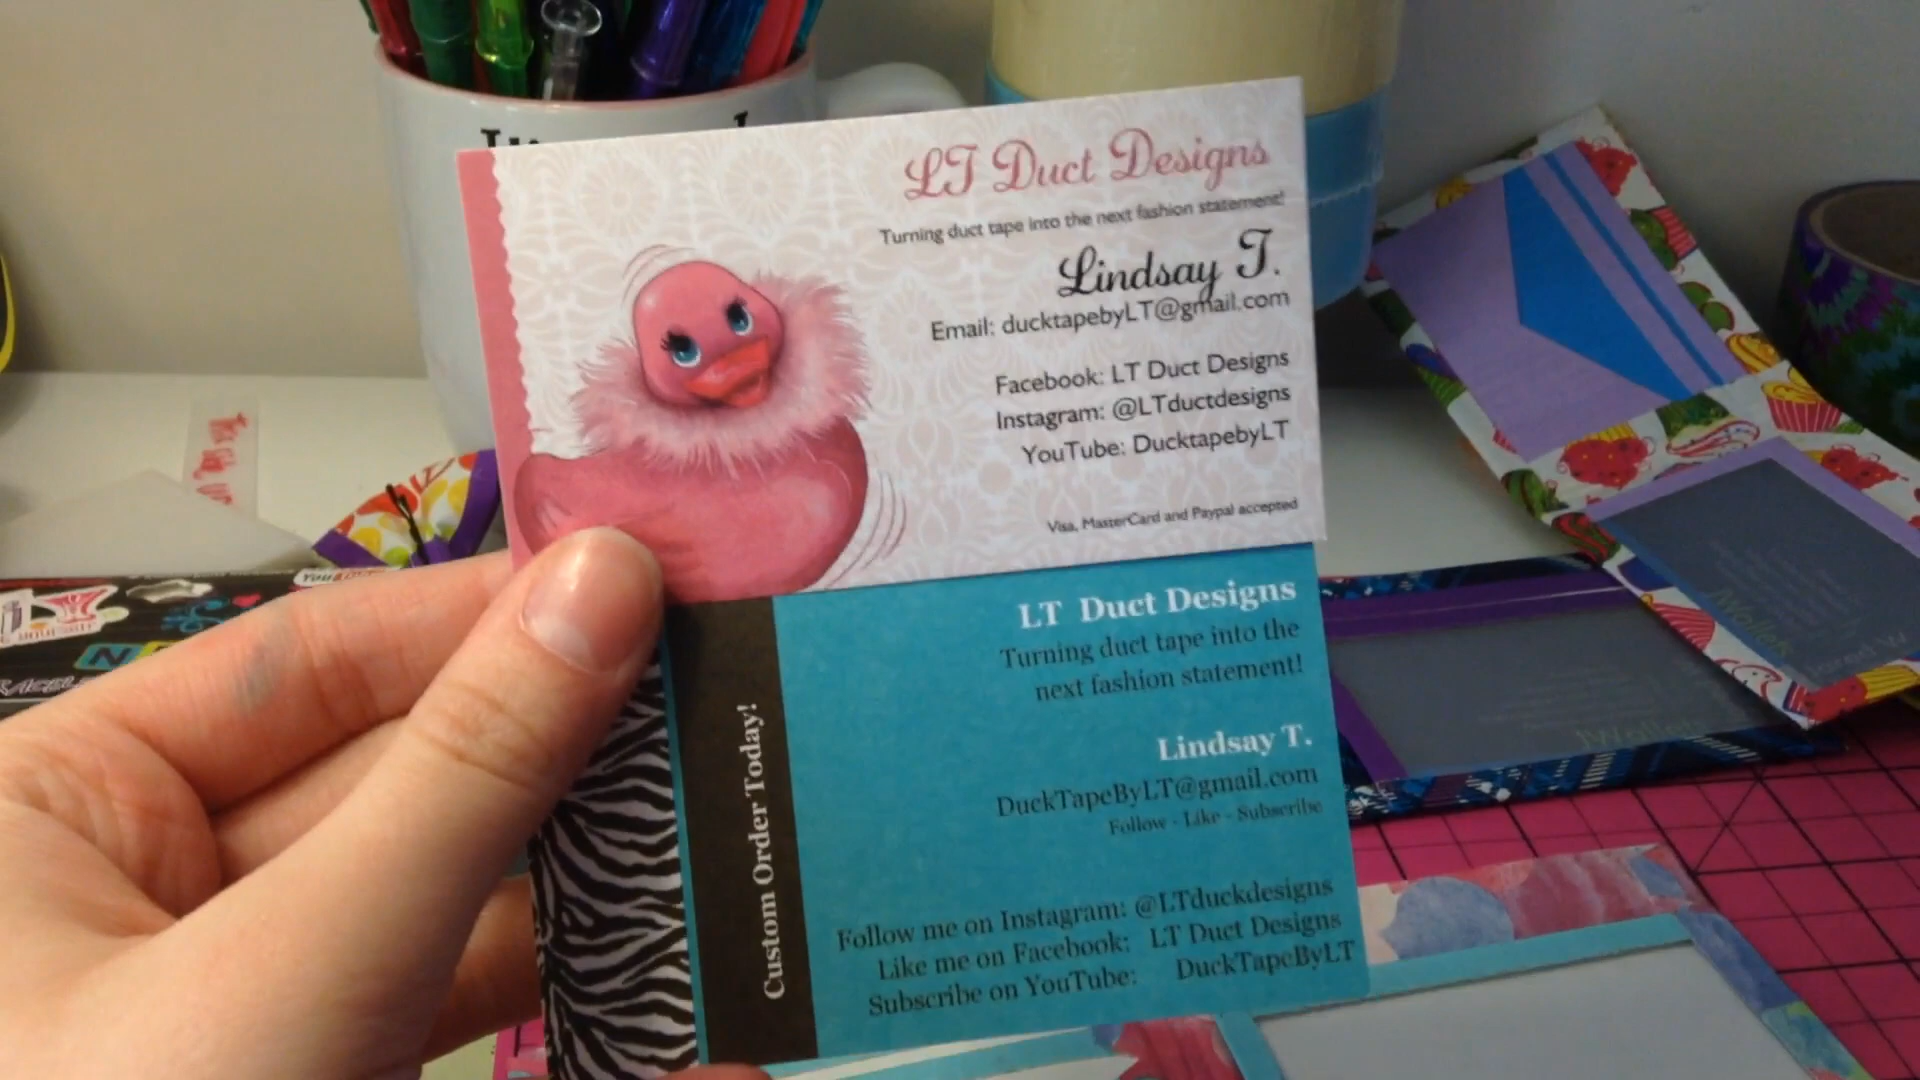 LT Duct Designs
Turning duct tape into the next fashion statement!
Lindsay T.
Email: ducktapebyLT@gmail.com
Facebook: LT Duct Designs
Instagram: @LTductdesigns
YouTube: DucktapebyLT
Visa, MasterCard and Paypal accepted
Custom Order Today!
LT Duct Designs
Turning duct tape into the
next fashion statement!
Lindsay T.
DuckTapeByLT@gmail.com
Follow - Like - Subscribe
Follow me on Instagram: @LTduckdesigns
Like me on Facebook: LT Duct Designs
Subscribe on YouTube: DuckTapeByLT